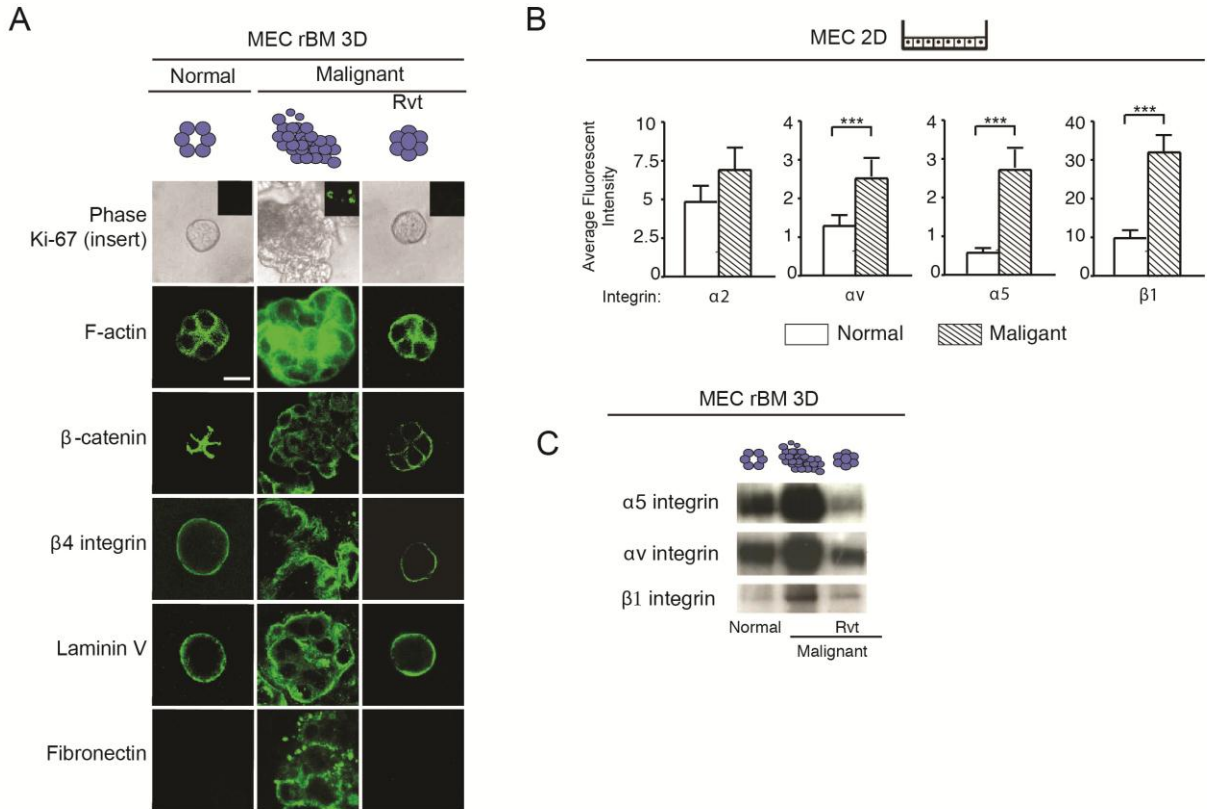 A
MEC rBM 3D
Normal
Malignant
Rvt
Phase
Ki-67 (insert)
F-actin
β-catenin
β4 integrin
Laminin V
Fibronectin
B
MEC 2D
Average Fluorescent
Intensity
10
7.5
5
2.5
0
4
3
2
1
0
***
4
3
2
1
0
***
40
30
20
10
0
***
Integrin:
α2
αv
α5
β1
Normal
Maligant
C
MEC rBM 3D
α5 integrin
αv integrin
β1 integrin
Normal
Rvt
Malignant